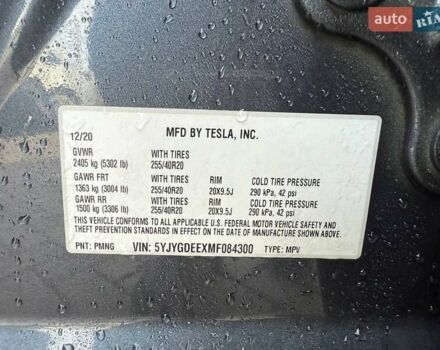 AUTO RIA
12/20 MFD BY TESLA, INC.
GVWR WITH TIRES
2405 kg (5302 lb) 255/40R20
GAWR FRT WITH TIRES RIM COLD TIRE PRESSURE
1363 kg (3004 lb) 255/40R20 20X9.5J 290 kPa, 42 psi
GAWR RR WITH TIRES RIM COLD TIRE PRESSURE
1500 kg (3306 lb) 255/40R20 20X9.5J 290 kPa, 42 psi
THIS VEHICLE CONFORMS TO ALL APPLICABLE U.S. FEDERAL MOTOR VEHICLE SAFETY AND
THEFT PREVENTION STANDARDS IN EFFECT ON THE DATE OF MANUFACTURE SHOWN ABOVE.
PNT: PMNG VIN: 5YJYGDEEXMF084300 TYPE: MPV